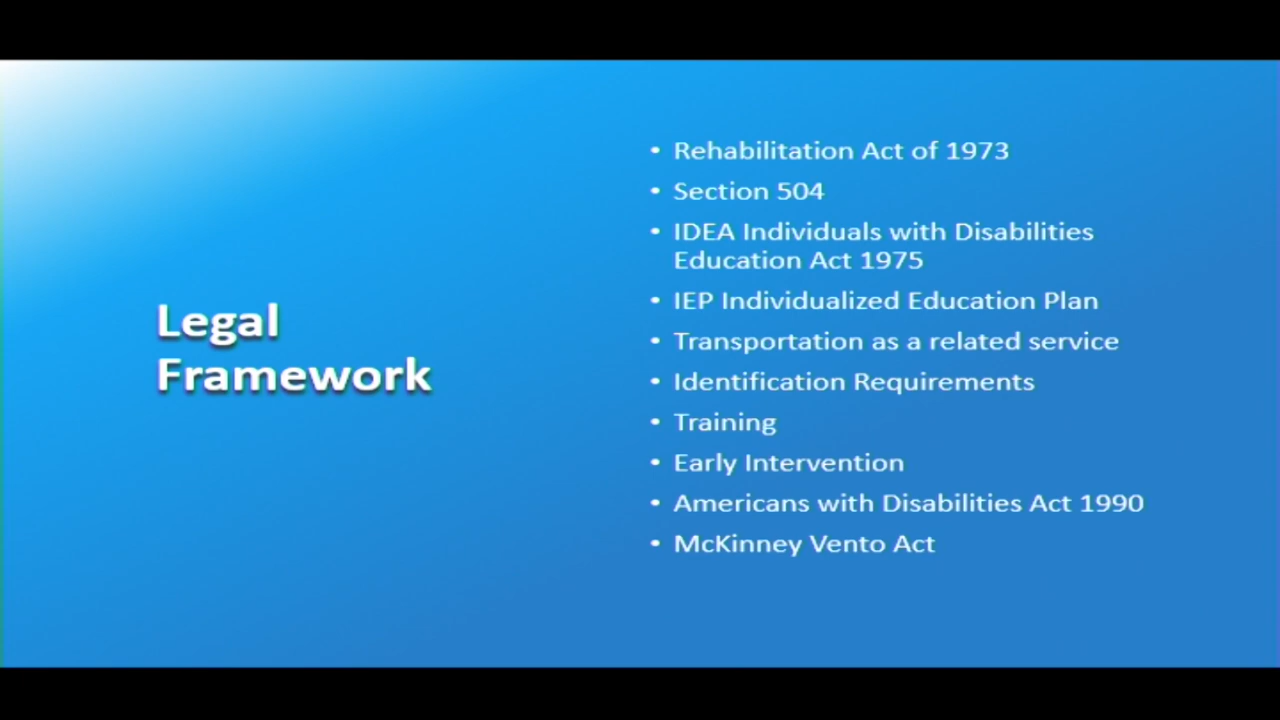 Legal
Framework
• Rehabilitation Act of 1973
• Section 504
• IDEA Individuals with Disabilities
Education Act 1975
• IEP Individualized Education Plan
• Transportation as a related service
• Identification Requirements
• Training
• Early Intervention
• Americans with Disabilities Act 1990
• McKinney Vento Act